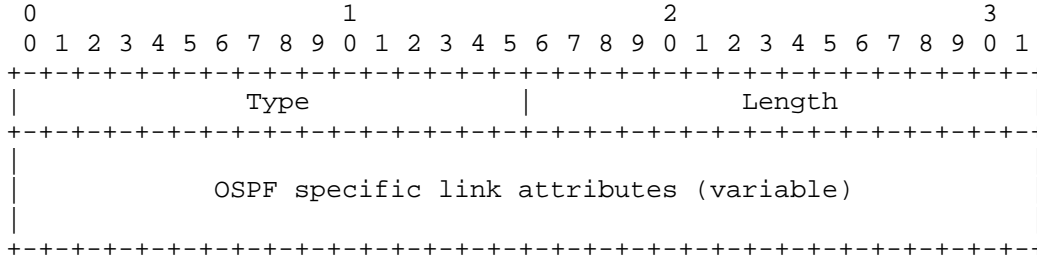 0                   1                   2                   3
 0 1 2 3 4 5 6 7 8 9 0 1 2 3 4 5 6 7 8 9 0 1 2 3 4 5 6 7 8 9 0 1
+-+-+-+-+-+-+-+-+-+-+-+-+-+-+-+-+-+-+-+-+-+-+-+-+-+-+-+-+-+-+-+--
|              Type             |             Length
+-+-+-+-+-+-+-+-+-+-+-+-+-+-+-+-+-+-+-+-+-+-+-+-+-+-+-+-+-+-+-+--
|
|            OSPF specific link attributes (variable)
|
+-+-+-+-+-+-+-+-+-+-+-+-+-+-+-+-+-+-+-+-+-+-+-+-+-+-+-+-+-+-+-+--